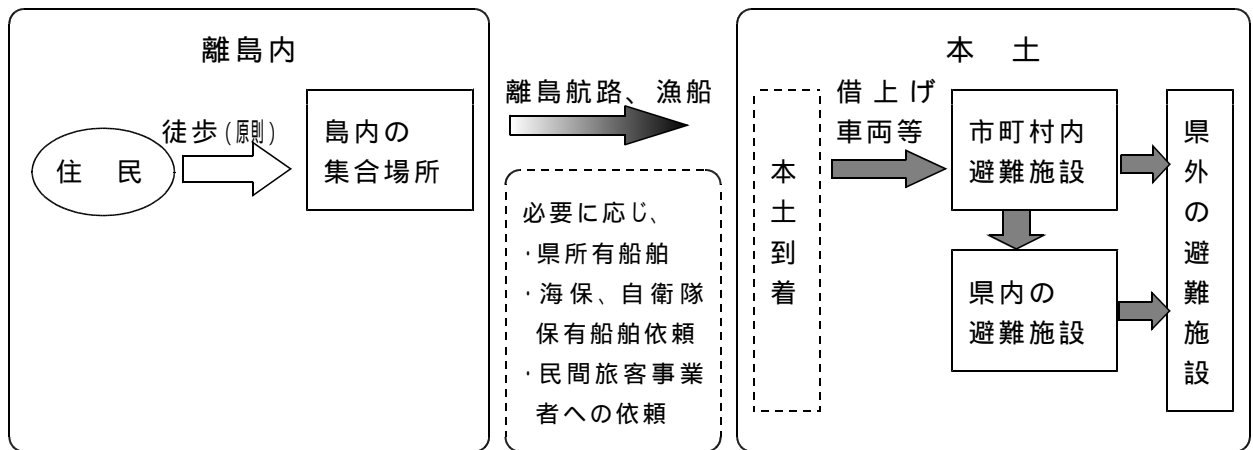 離島内
住　民
徒歩(原則)
島内の
集合場所
離島航路、漁船
必要に応じ、
・県所有船舶
・海保、自衛隊
保有船舶依頼
・民間旅客事業
者への依頼
本　土
本土到着
借上げ
車両等
市町村内
避難施設
県内の
避難施設
県外の避難施設